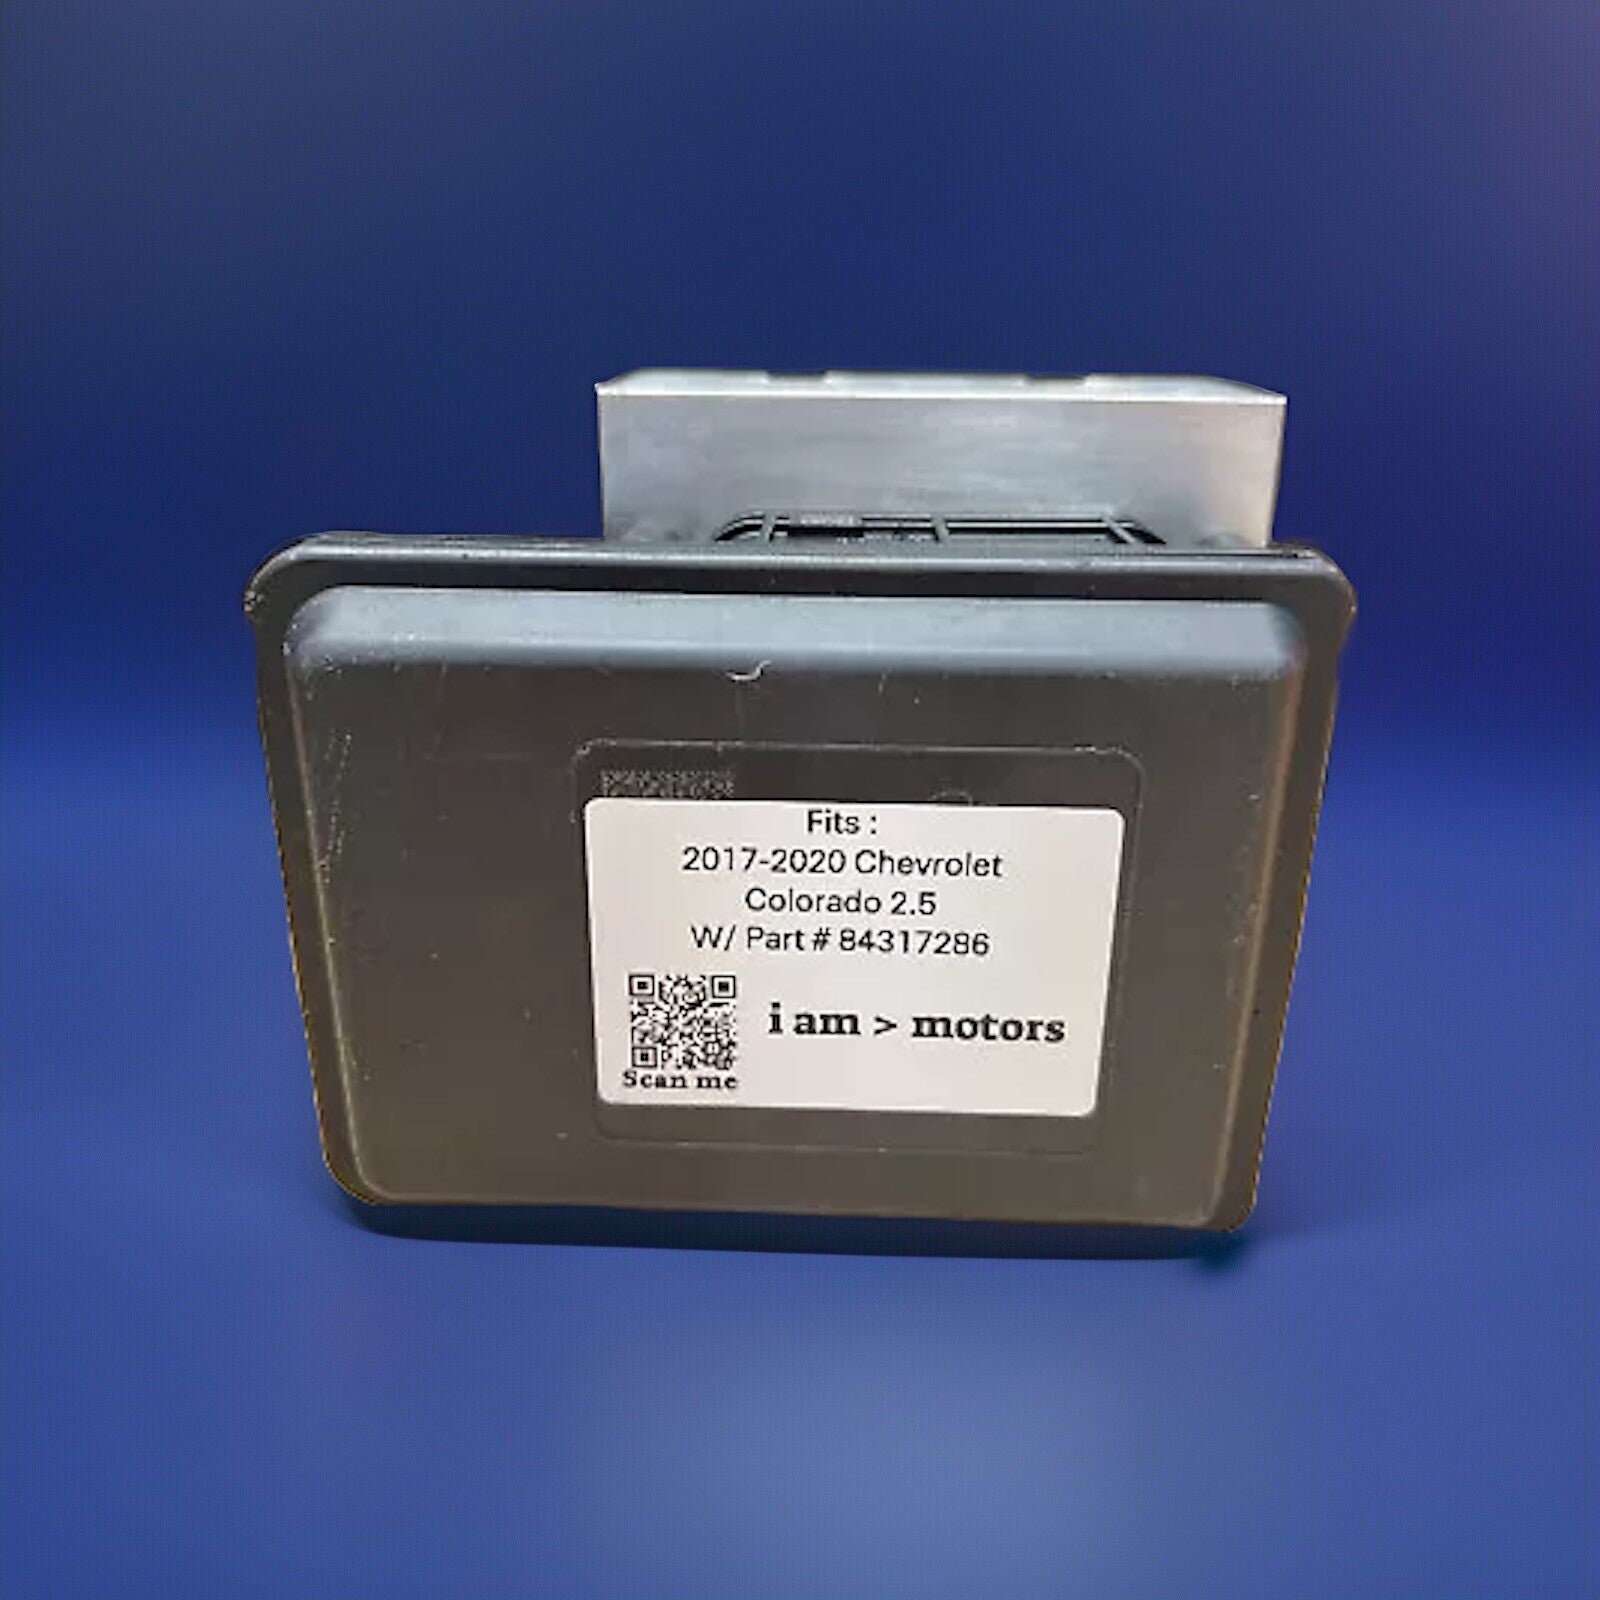 Fits :
2017-2020 Chevrolet
Colorado 2.5
W/ Part # 84317286
i am > motors
Scan me